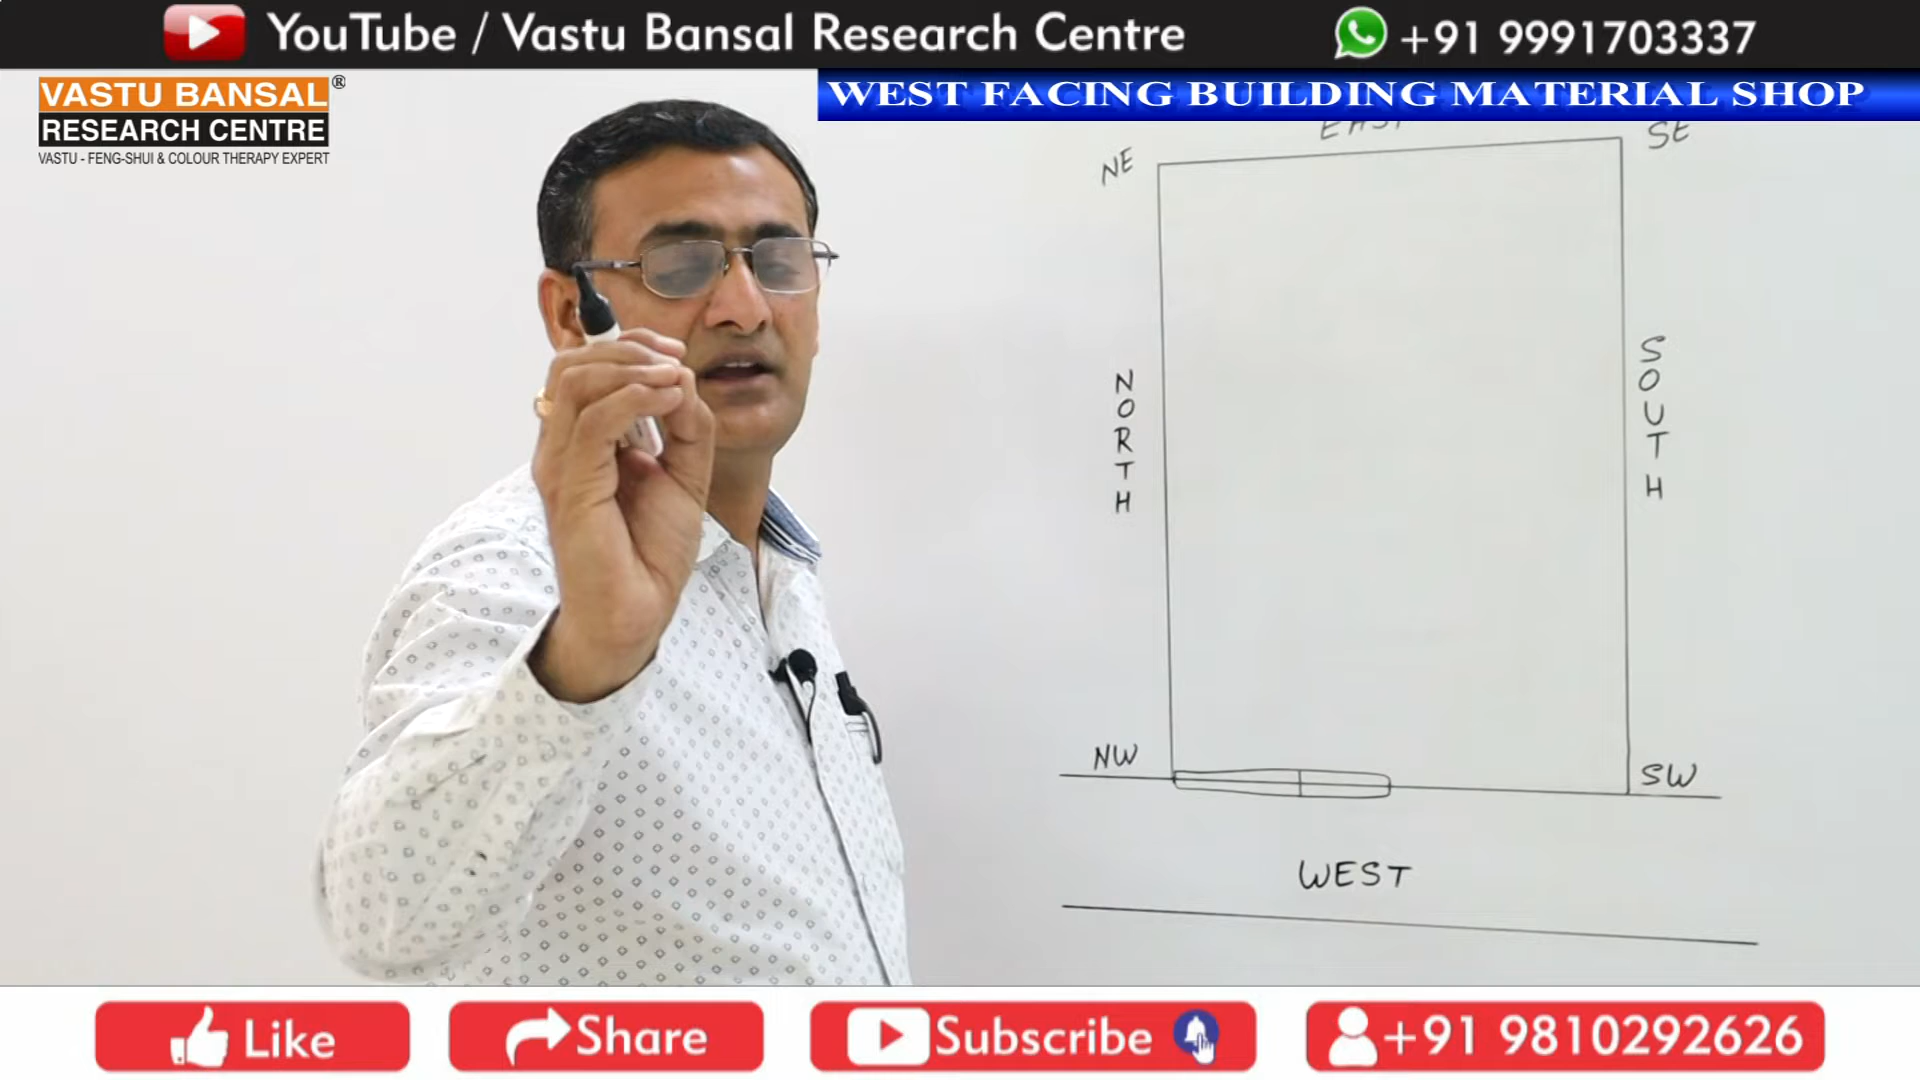 YouTube / Vastu Bansal Research Centre
+91 9991703337
VASTU BANSAL®
RESEARCH CENTRE
VASTU - FENG-SHUI & COLOUR THERAPY EXPERT
WEST FACING BUILDING MATERIAL SHOP
EAST
NE
SE
NORTH
SOUTH
NW
SW
WEST
Like
Share
Subscribe
+91 9810292626